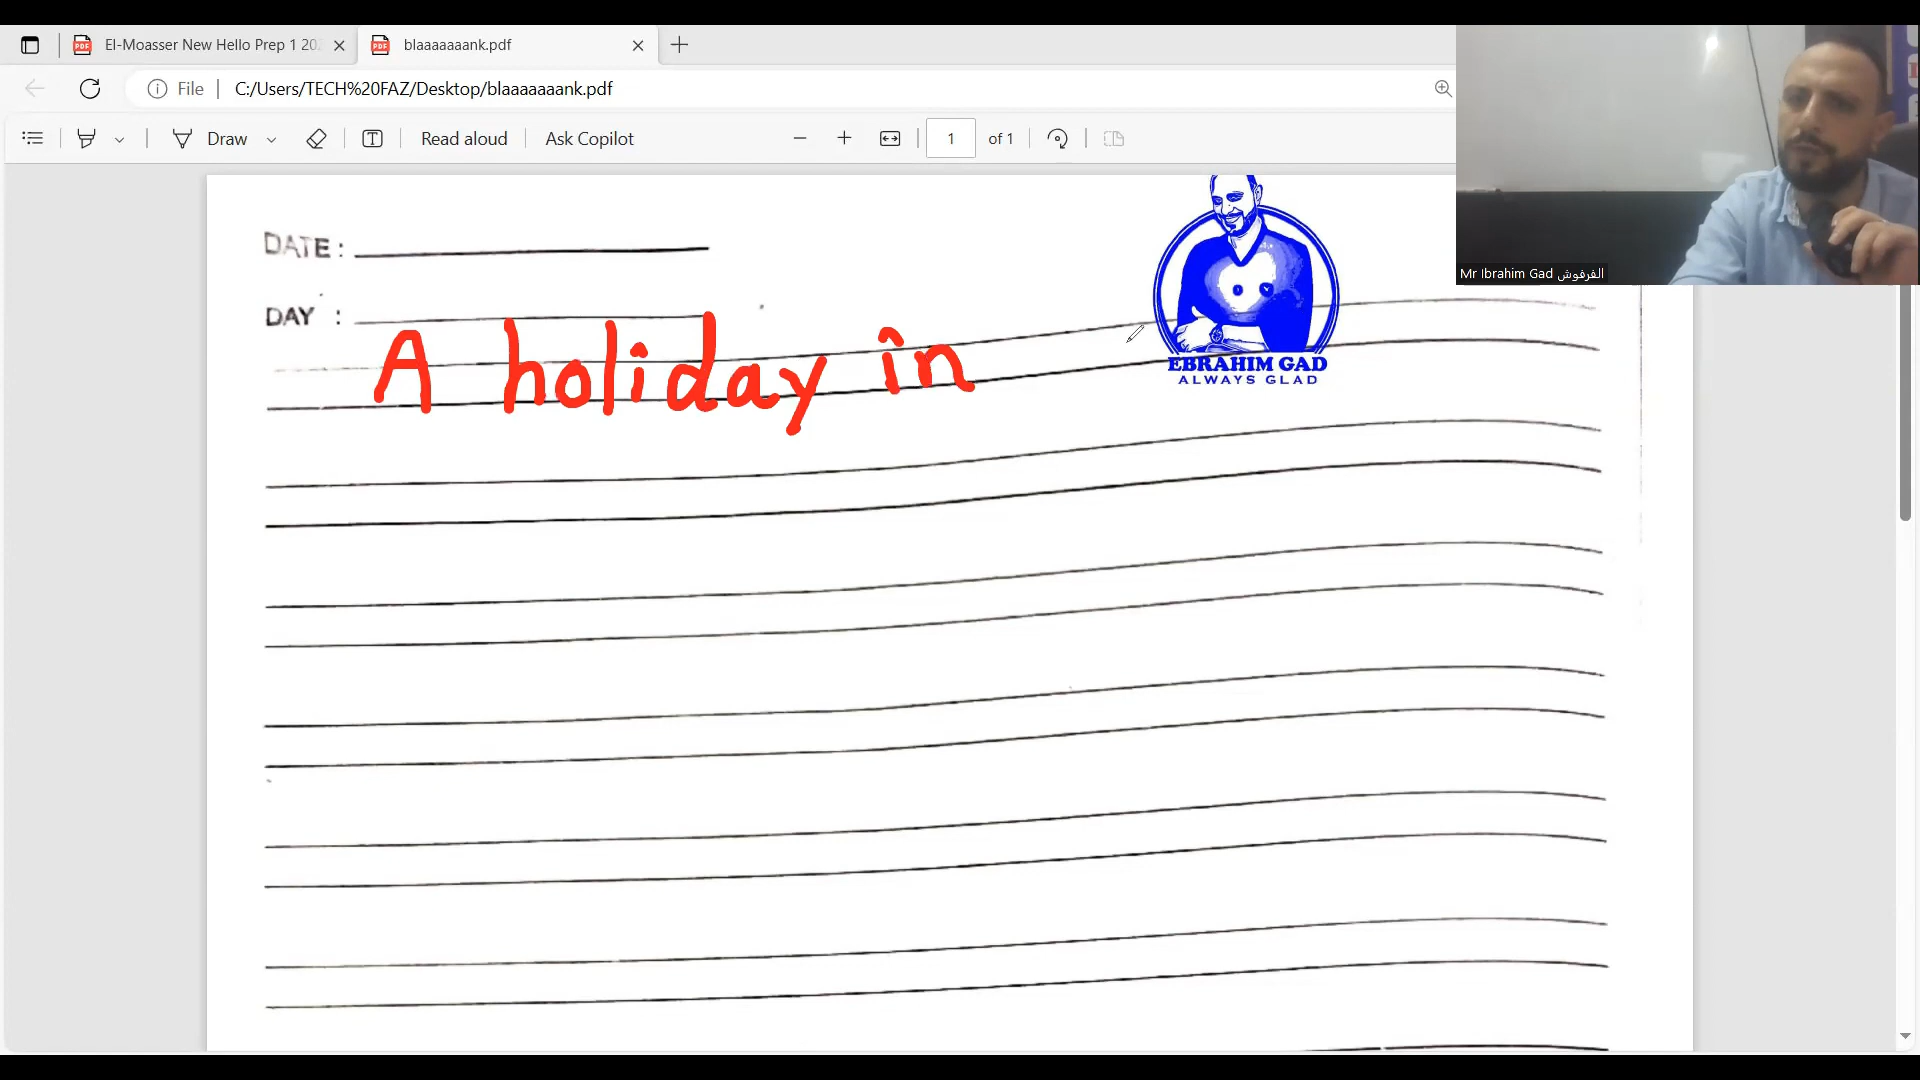 El-Moasser New Hello Prep 1 202
blaaaaaaank.pdf
File
C:/Users/TECH%20FAZ/Desktop/blaaaaaaank.pdf
Draw
Read aloud
Ask Copilot
1
of 1
Mr Ibrahim Gad الفرفوش
DATE :
DAY :
A holiday in
EBRAHIM GAD
ALWAYS GLAD